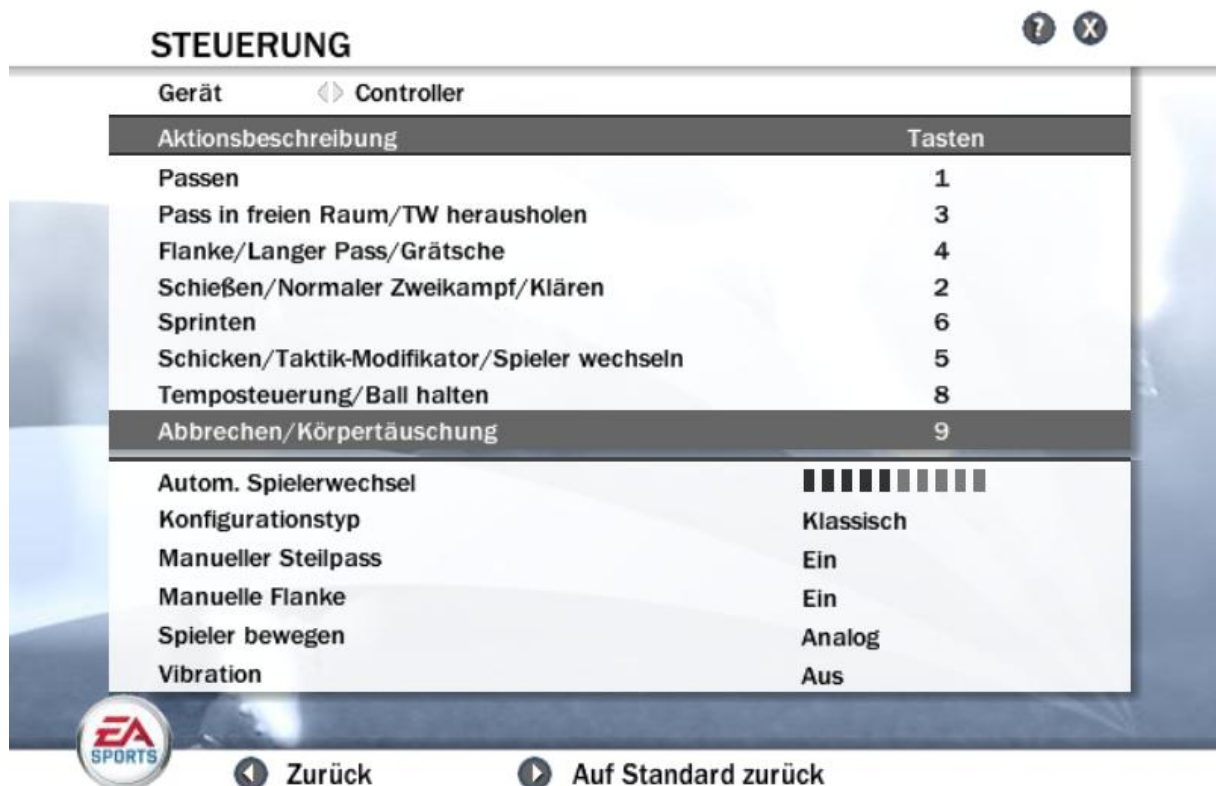 STEUERUNG ? X
Gerät Controller
Aktionsbeschreibung Tasten
Passen 1
Pass in freien Raum/TW herausholen 3
Flanke/Langer Pass/Grätsche 4
Schießen/Normaler Zweikampf/Klären 2
Sprinten 6
Schicken/Taktik-Modifikator/Spieler wechseln 5
Temposteuerung/Ball halten 8
Abbrechen/Körpertäuschung 9
Autom. Spielerwechsel
Konfigurationstyp Klassisch
Manueller Steilpass Ein
Manuelle Flanke Ein
Spieler bewegen Analog
Vibration Aus
EA
SPORTS
Zurück Auf Standard zurück